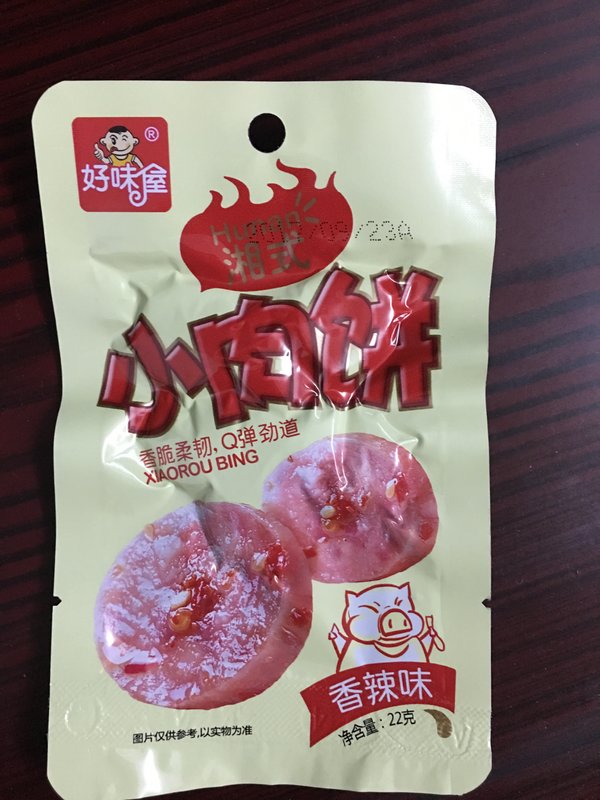 好味屋®
Hunan
湘式
/09/23A
小肉饼
香脆柔韧,Q弹劲道
XIAOROU BING
香辣味
净含量:22克
图片仅供参考,以实物为准